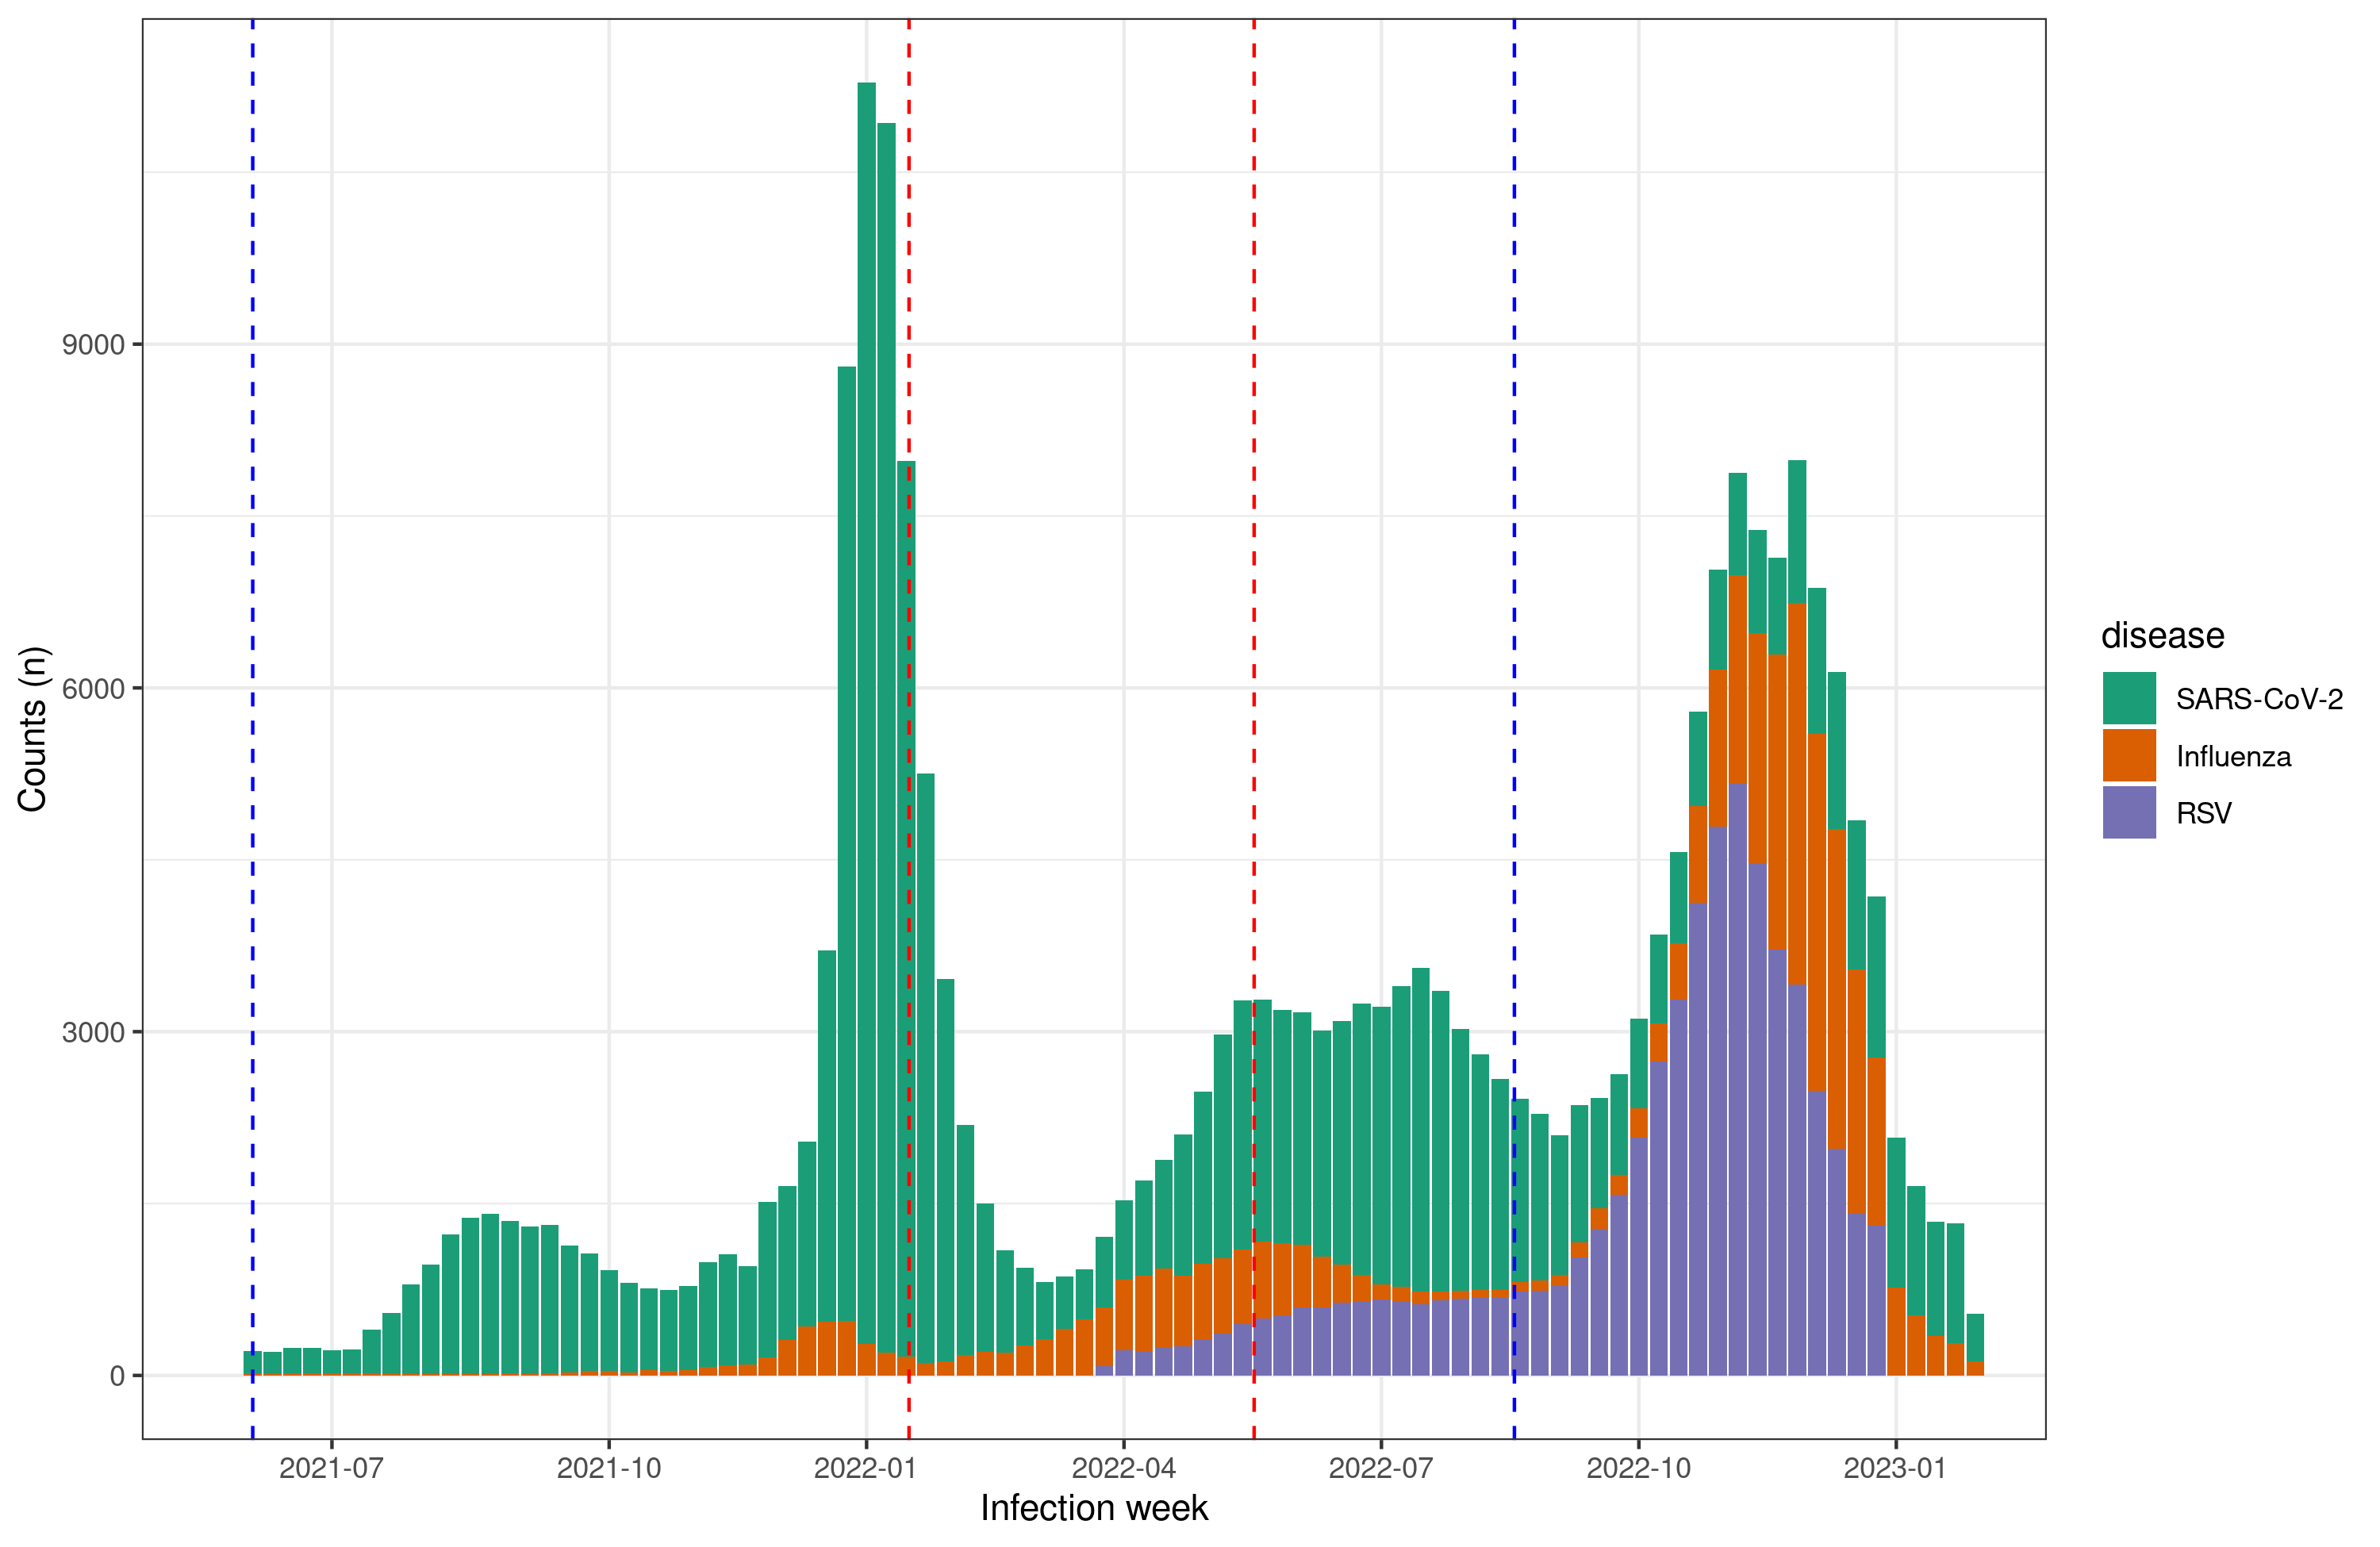 Counts (n)
9000
6000
3000
0
2021-07
2021-10
2022-01
2022-04
2022-07
2022-10
2023-01
Infection week
disease
SARS-CoV-2
Influenza
RSV